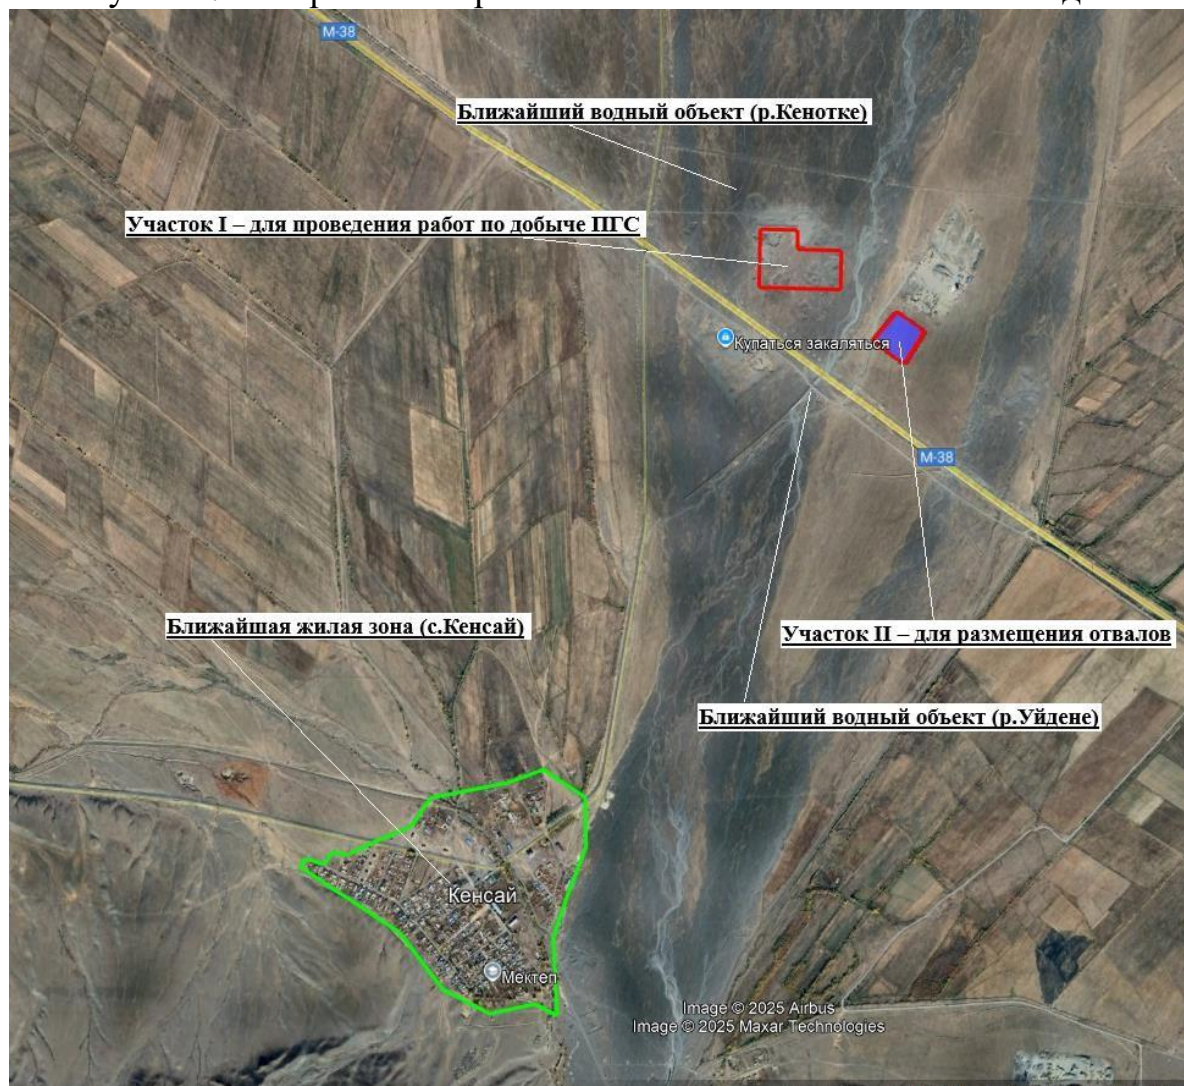 М-38
Ближайший водный объект (р.Кенотке)
Участок I – для проведения работ по добыче ПГС
Купаться закаляться
М-38
Ближайшая жилая зона (с.Кенсай)
Участок II – для размещения отвалов
Ближайший водный объект (р.Уйдене)
Кенсай
Мектеп
Image © 2025 Airbus
Image © 2025 Maxar Technologies